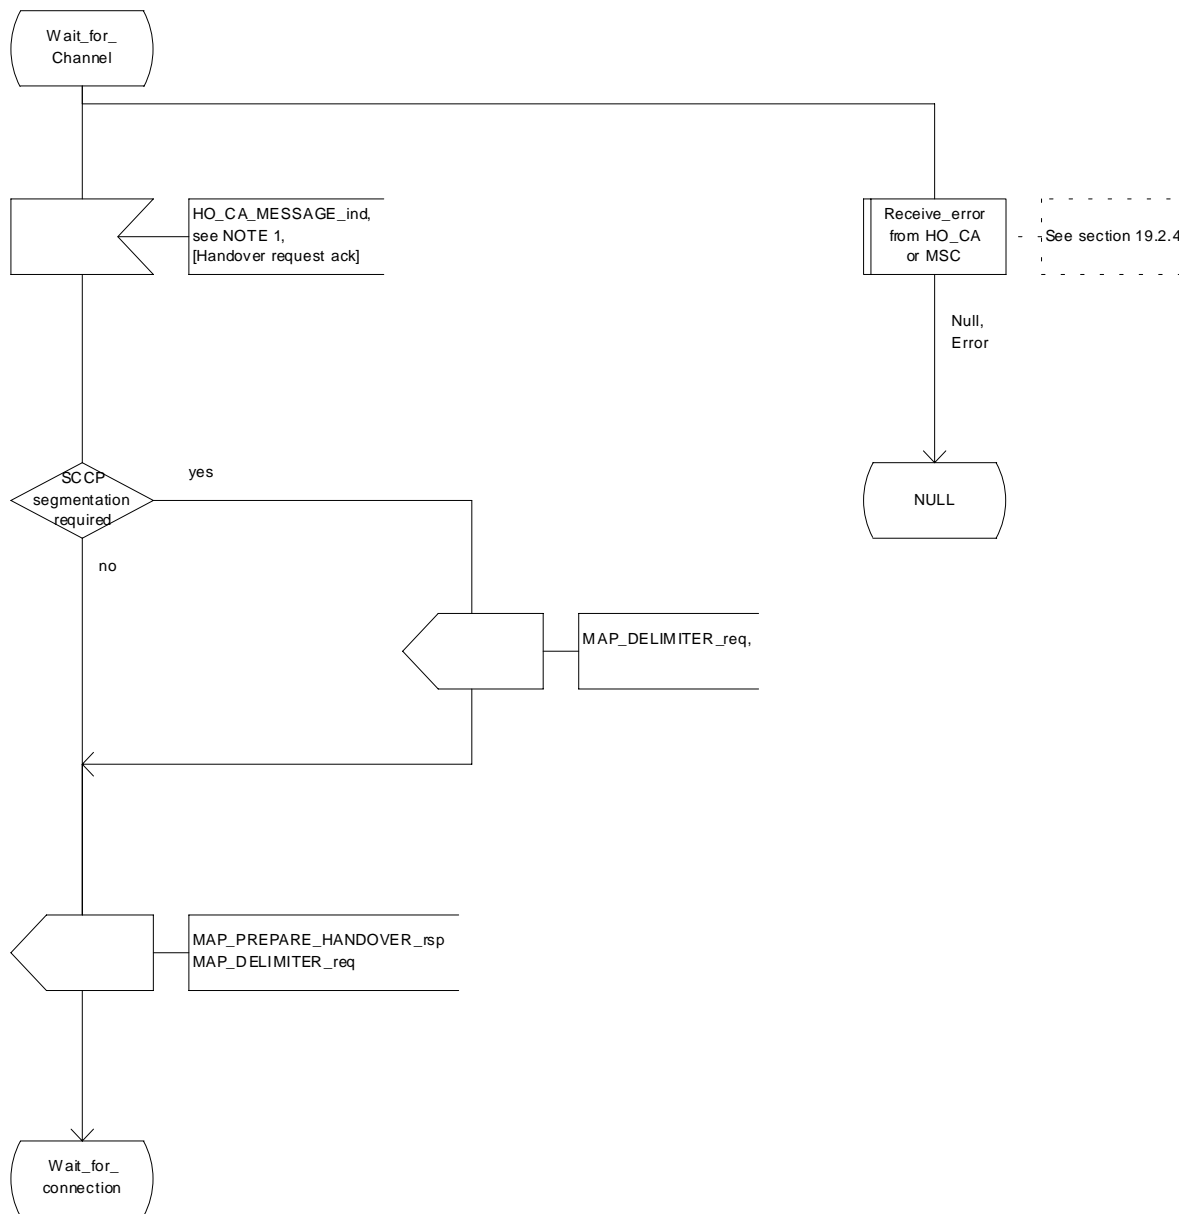 Wait_for_
Channel
HO_CA_MESSAGE_ind,
see NOTE 1,
[Handover request ack]
Receive_error
from HO_CA
or MSC
See section 19.2.4
Null,
Error
SCCP
segmentation
required
yes
NULL
no
MAP_DELIMITER_req,
MAP_PREPARE_HANDOVER_rsp
MAP_DELIMITER_req
Wait_for_
connection